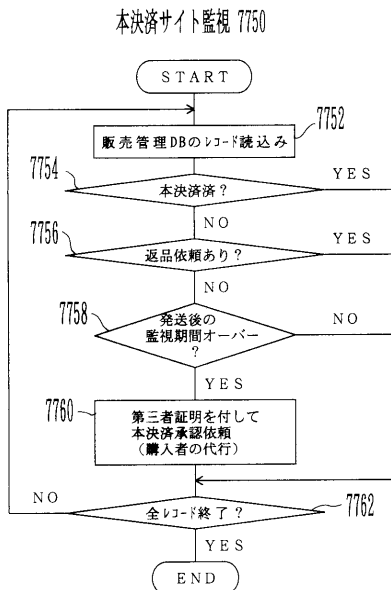 本決済サイト監視 7750
START
7752
販売管理DBのレコード読込み
7754
本決済済?
YES
NO
7756
返品依頼あり?
YES
NO
7758
発送後の
監視期間オーバー
?
NO
YES
7760
第三者証明を付して
本決済承認依頼
(購入者の代行)
NO
全レコード終了?
7762
YES
END